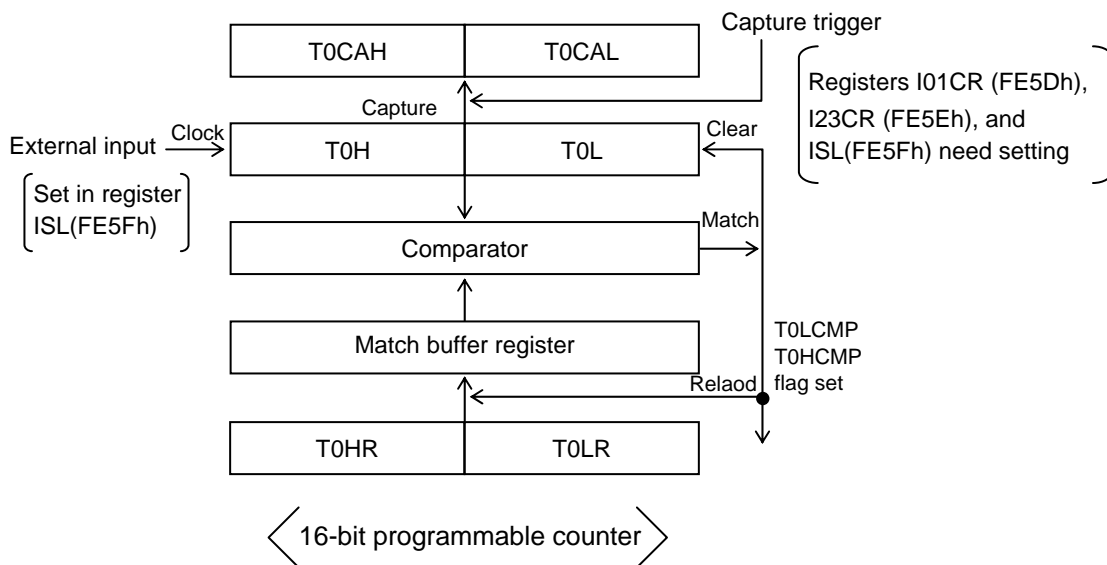 T0CAH
T0CAL
Capture trigger
Registers I01CR (FE5Dh),
I23CR (FE5Eh), and
ISL(FE5Fh) need setting
Capture
External input
Clock
T0H
T0L
Clear
Set in register
ISL(FE5Fh)
Comparator
Match
Match buffer register
T0LCMP
T0HCMP
flag set
Relaod
T0HR
T0LR
16-bit programmable counter